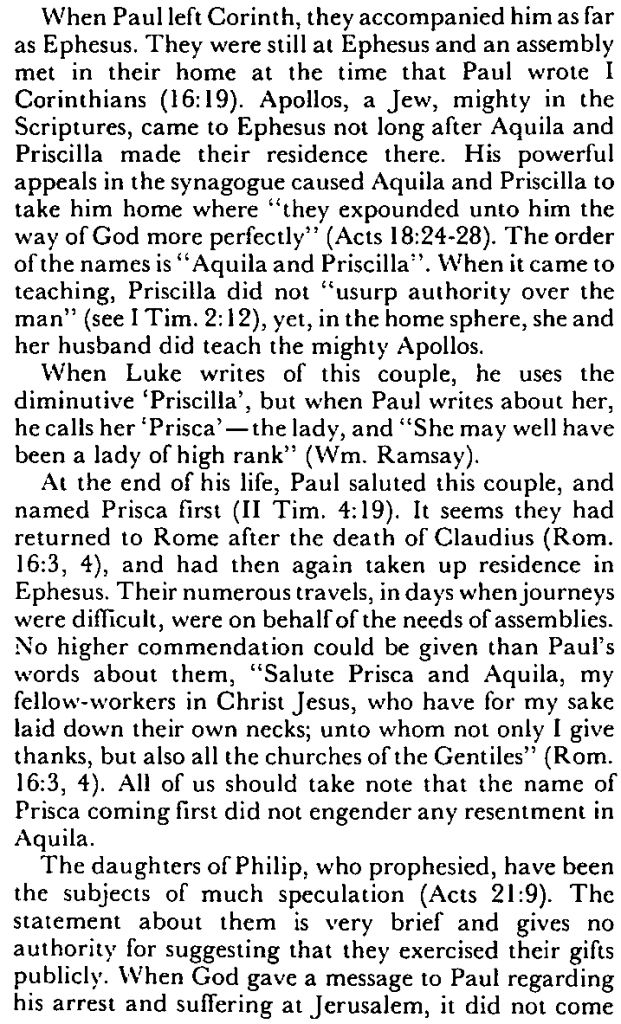 When Paul left Corinth, they accompanied him as far
as Ephesus. They were still at Ephesus and an assembly
met in their home at the time that Paul wrote I
Corinthians (16:19). Apollos, a Jew, mighty in the
Scriptures, came to Ephesus not long after Aquila and
Priscilla made their residence there. His powerful
appeals in the synagogue caused Aquila and Priscilla to
take him home where "they expounded unto him the
way of God more perfectly" (Acts 18:24-28). The order
of the names is "Aquila and Priscilla". When it came to
teaching, Priscilla did not "usurp authority over the
man" (see I Tim. 2:12), yet, in the home sphere, she and
her husband did teach the mighty Apollos.
When Luke writes of this couple, he uses the
diminutive 'Priscilla', but when Paul writes about her,
he calls her 'Prisca'—the lady, and "She may well have
been a lady of high rank" (Wm. Ramsay).
At the end of his life, Paul saluted this couple, and
named Prisca first (II Tim. 4:19). It seems they had
returned to Rome after the death of Claudius (Rom.
16:3, 4), and had then again taken up residence in
Ephesus. Their numerous travels, in days when journeys
were difficult, were on behalf of the needs of assemblies.
No higher commendation could be given than Paul's
words about them, "Salute Prisca and Aquila, my
fellow-workers in Christ Jesus, who have for my sake
laid down their own necks; unto whom not only I give
thanks, but also all the churches of the Gentiles" (Rom.
16:3, 4). All of us should take note that the name of
Prisca coming first did not engender any resentment in
Aquila.
The daughters of Philip, who prophesied, have been
the subjects of much speculation (Acts 21:9). The
statement about them is very brief and gives no
authority for suggesting that they exercised their gifts
publicly. When God gave a message to Paul regarding
his arrest and suffering at Jerusalem, it did not come